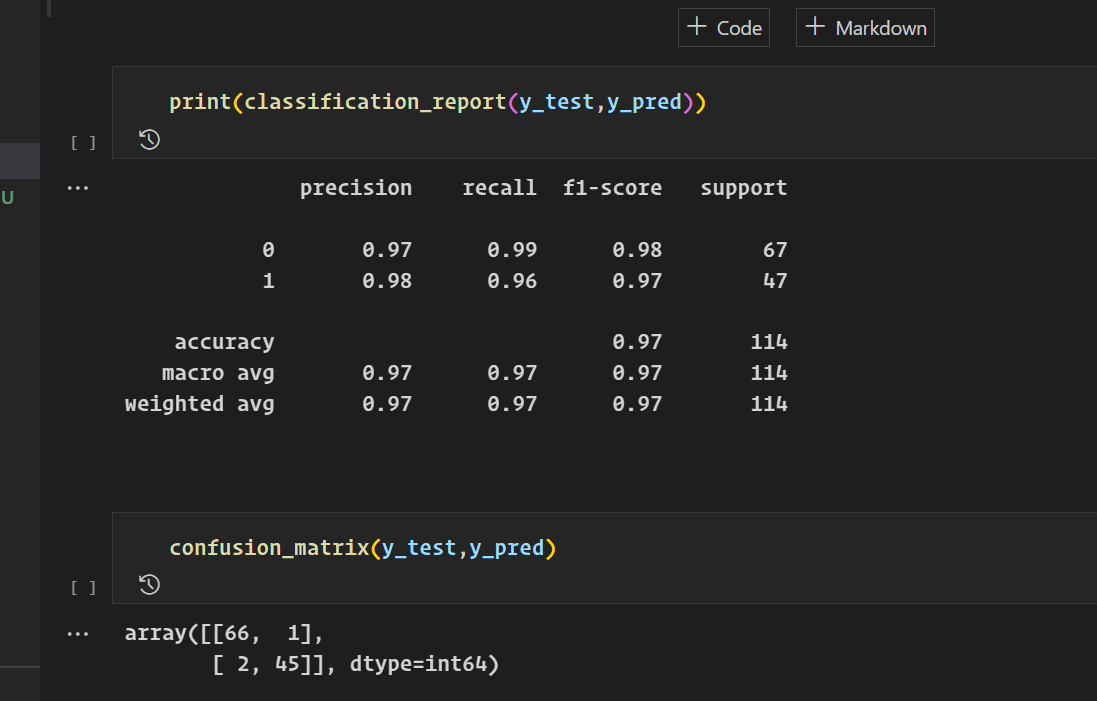 + Code + Markdown
print(classification_report(y_test,y_pred))
[ ]
...
precision recall f1-score support
0 0.97 0.99 0.98 67
1 0.98 0.96 0.97 47
accuracy 0.97 114
macro avg 0.97 0.97 0.97 114
weighted avg 0.97 0.97 0.97 114
U
confusion_matrix(y_test,y_pred)
[ ]
... array([[66, 1],
[ 2, 45]], dtype=int64)